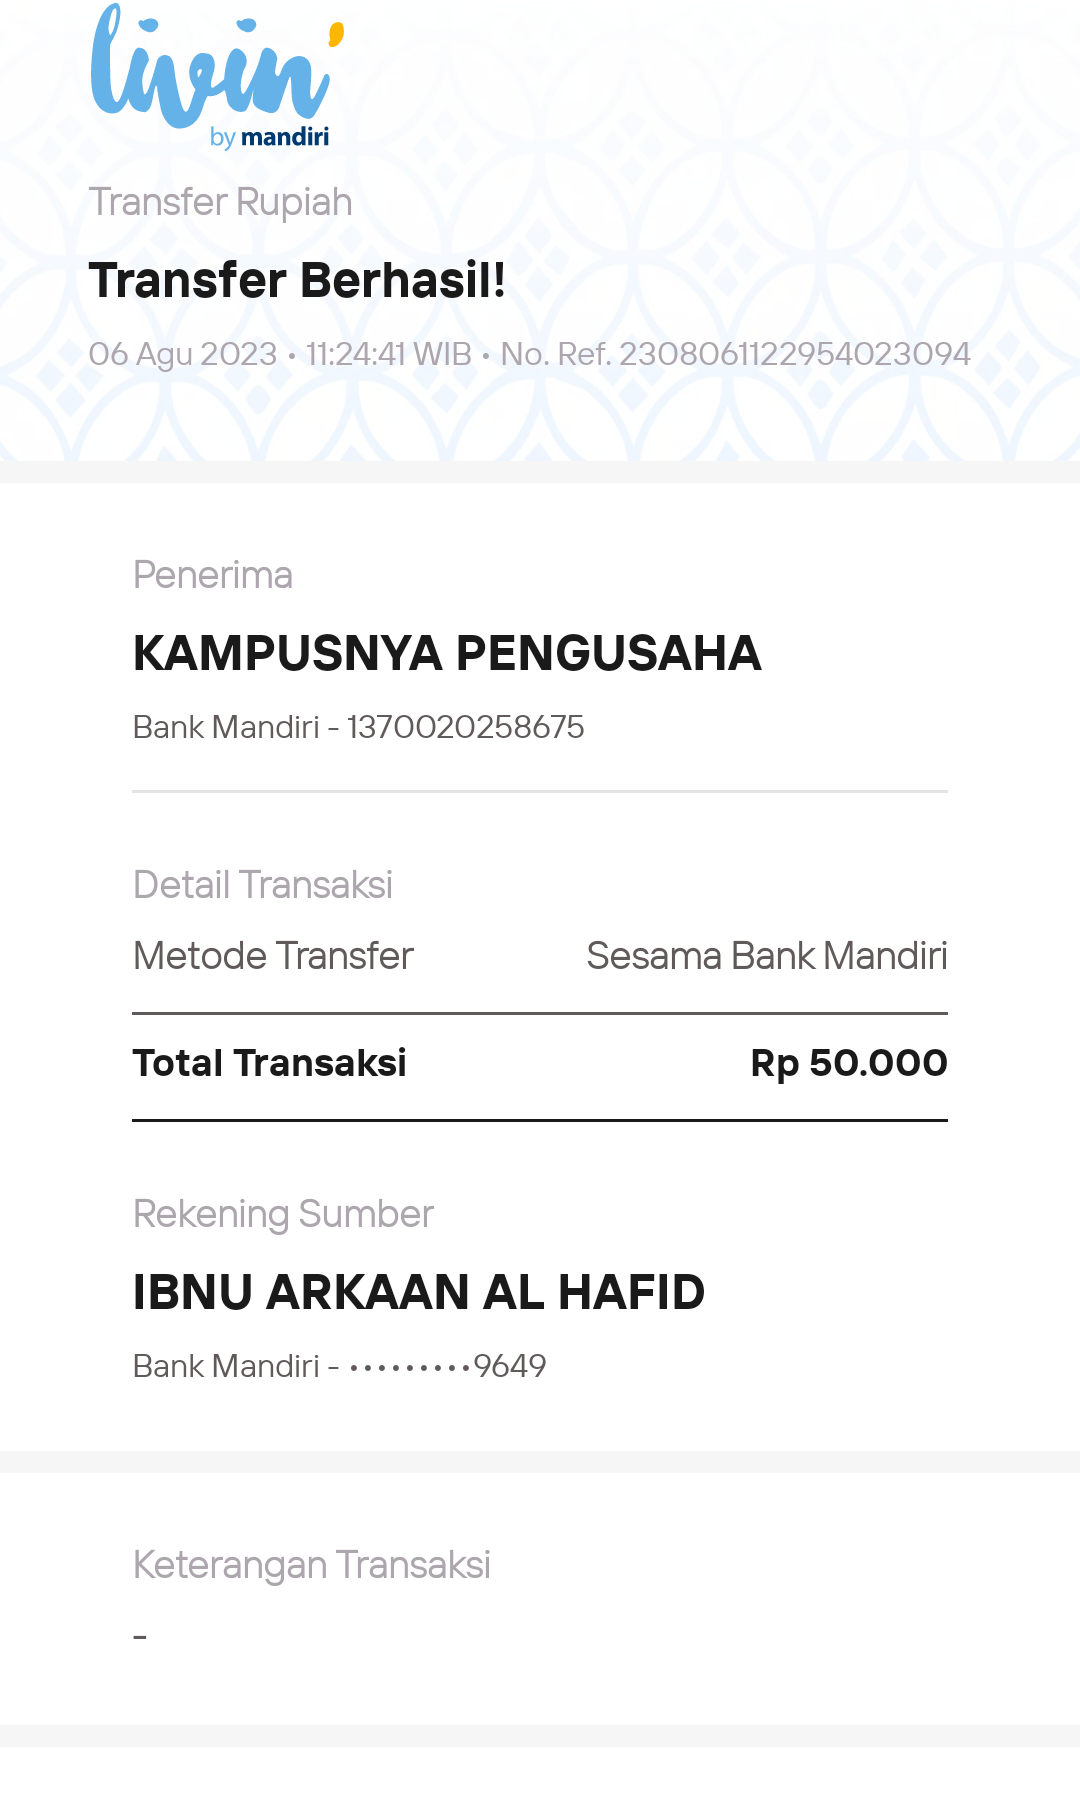 livin'
by mandiri
Transfer Rupiah
Transfer Berhasil!
06 Agu 2023 • 11:24:41 WIB • No. Ref. 2308061122954023094
Penerima
KAMPUSNYA PENGUSAHA
Bank Mandiri - 1370020258675
Detail Transaksi
Metode Transfer Sesama Bank Mandiri
Total Transaksi Rp 50.000
Rekening Sumber
IBNU ARKAAN AL HAFID
Bank Mandiri - •••••••••9649
Keterangan Transaksi
-